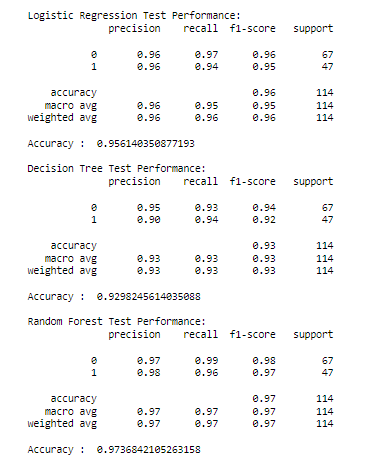 Logistic Regression Test Performance:
precision recall f1-score support
0 0.96 0.97 0.96 67
1 0.96 0.94 0.95 47
accuracy 0.96 114
macro avg 0.96 0.95 0.95 114
weighted avg 0.96 0.96 0.96 114
Accuracy : 0.956140350877193
Decision Tree Test Performance:
precision recall f1-score support
0 0.95 0.93 0.94 67
1 0.90 0.94 0.92 47
accuracy 0.93 114
macro avg 0.93 0.93 0.93 114
weighted avg 0.93 0.93 0.93 114
Accuracy : 0.9298245614035088
Random Forest Test Performance:
precision recall f1-score support
0 0.97 0.99 0.98 67
1 0.98 0.96 0.97 47
accuracy 0.97 114
macro avg 0.97 0.97 0.97 114
weighted avg 0.97 0.97 0.97 114
Accuracy : 0.9736842105263158